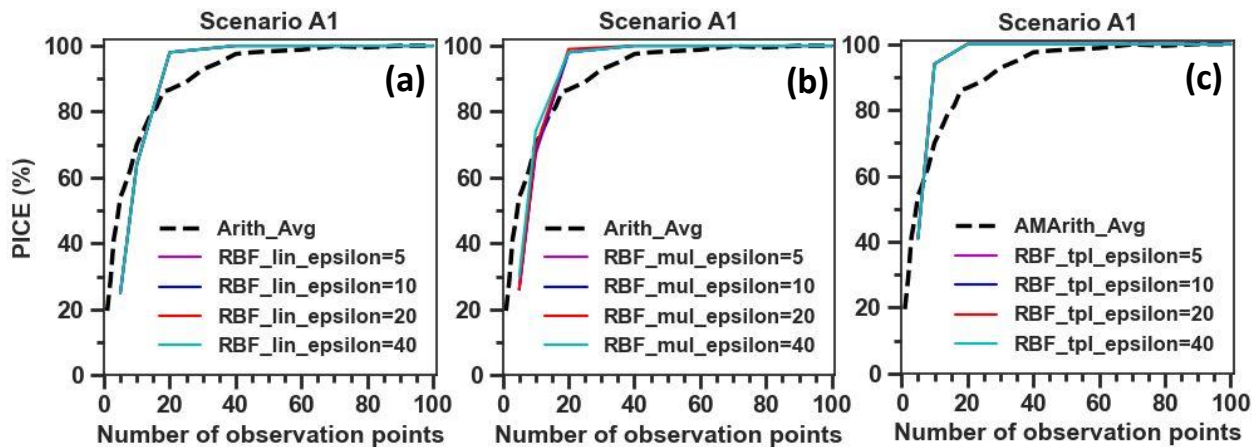 Scenario A1
(a)
PICE (%)
100
80
60
40
20
0
Arith_Avg
RBF_lin_epsilon=5
RBF_lin_epsilon=10
RBF_lin_epsilon=20
RBF_lin_epsilon=40
0 20 40 60 80 100
Number of observation points
Scenario A1
(b)
100
80
60
40
20
0
Arith_Avg
RBF_mul_epsilon=5
RBF_mul_epsilon=10
RBF_mul_epsilon=20
RBF_mul_epsilon=40
0 20 40 60 80 100
Number of observation points
Scenario A1
(c)
100
80
60
40
20
0
AMArith_Avg
RBF_tpl_epsilon=5
RBF_tpl_epsilon=10
RBF_tpl_epsilon=20
RBF_tpl_epsilon=40
0 20 40 60 80 100
Number of observation points